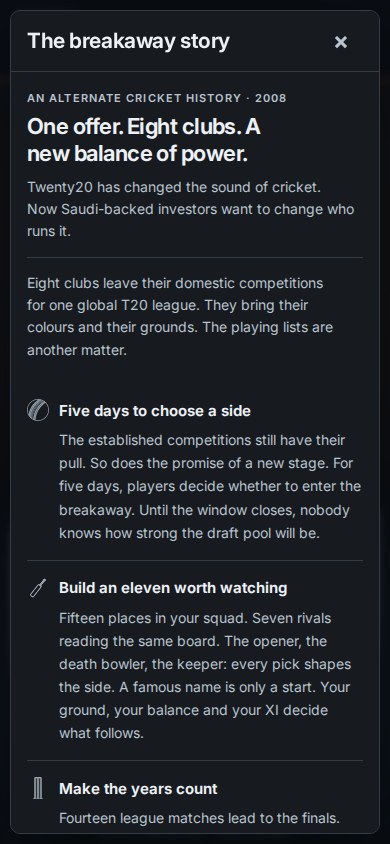 The breakaway story
AN ALTERNATE CRICKET HISTORY · 2008
One offer. Eight clubs. A
new balance of power.
Twenty20 has changed the sound of cricket.
Now Saudi-backed investors want to change who
runs it.
Eight clubs leave their domestic competitions
for one global T20 league. They bring their
colours and their grounds. The playing lists are
another matter.
Five days to choose a side
The established competitions still have their
pull. So does the promise of a new stage. For
five days, players decide whether to enter the
breakaway. Until the window closes, nobody
knows how strong the draft pool will be.
Build an eleven worth watching
Fifteen places in your squad. Seven rivals
reading the same board. The opener, the
death bowler, the keeper: every pick shapes
the side. A famous name is only a start. Your
ground, your balance and your XI decide
what follows.
Make the years count
Fourteen league matches lead to the finals.